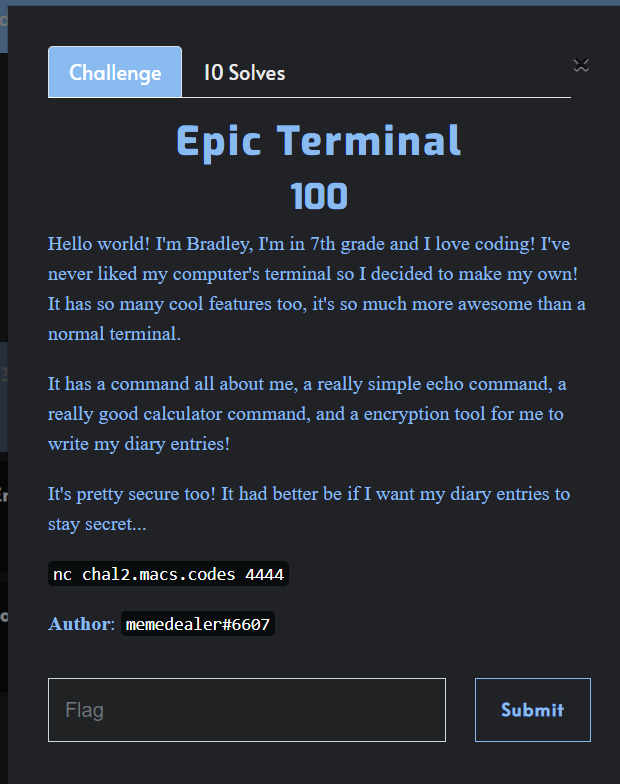 Challenge
10 Solves
Epic Terminal
100
Hello world! I'm Bradley, I'm in 7th grade and I love coding! I've
never liked my computer's terminal so I decided to make my own!
It has so many cool features too, it's so much more awesome than a
normal terminal.
It has a command all about me, a really simple echo command, a
really good calculator command, and a encryption tool for me to
write my diary entries!
It's pretty secure too! It had better be if I want my diary entries to
stay secret...
nc chal2.macs.codes 4444
Author: memedealer#6607
Flag
Submit